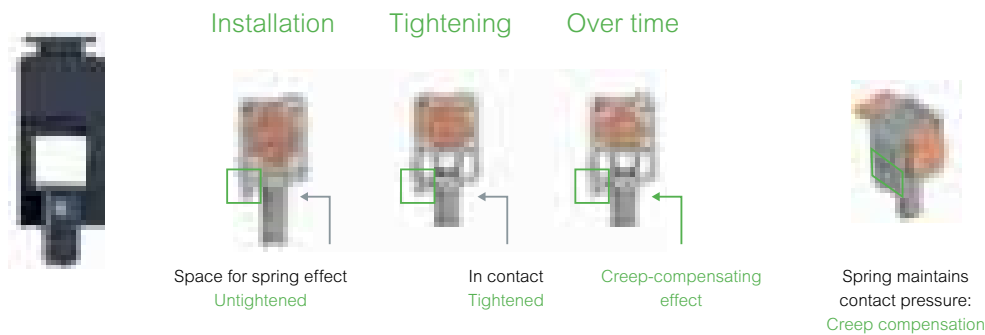 Installation
Tightening
Over time
Space for spring effect
Untightened
In contact
Tightened
Creep-compensating
effect
Spring maintains
contact pressure:
Creep compensation